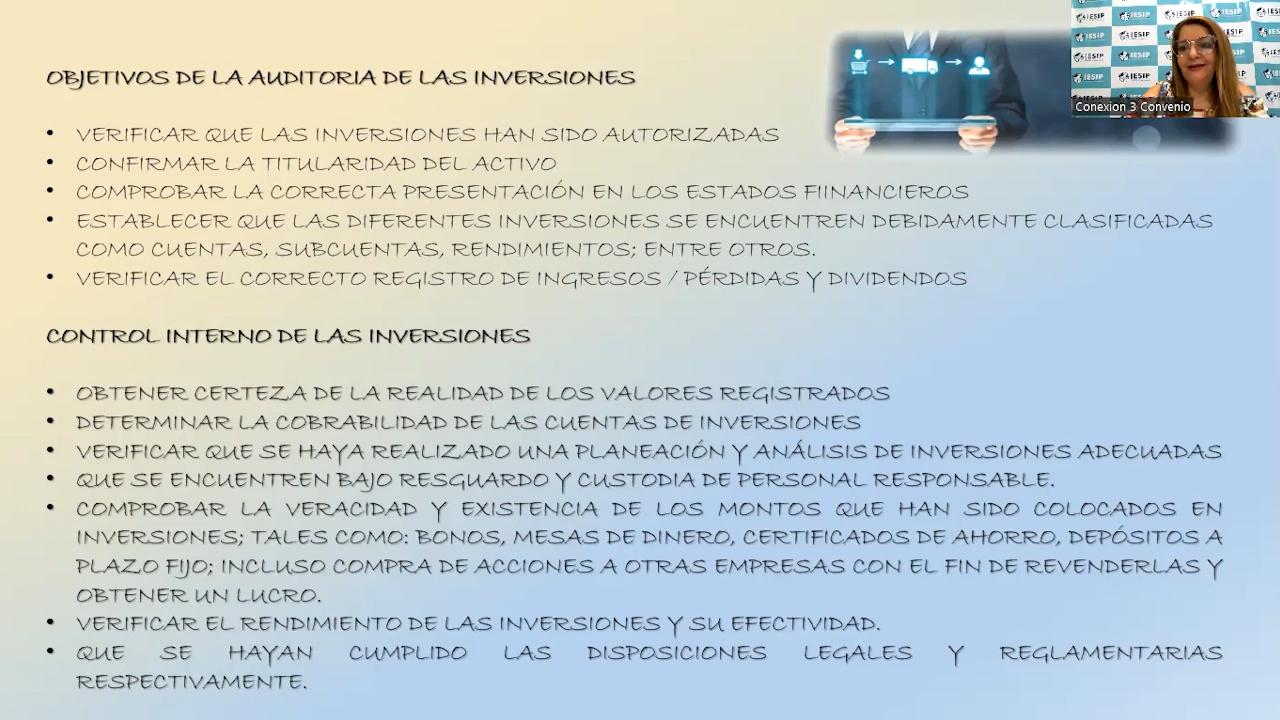 OBJETIVOS DE LA AUDITORIA DE LAS INVERSIONES
• VERIFICAR QUE LAS INVERSIONES HAN SIDO AUTORIZADAS
• CONFIRMAR LA TITULARIDAD DEL ACTIVO
• COMPROBAR LA CORRECTA PRESENTACIÓN EN LOS ESTADOS FIINANCIEROS
• ESTABLECER QUE LAS DIFERENTES INVERSIONES SE ENCUENTREN DEBIDAMENTE CLASIFICADAS
COMO CUENTAS, SUBCUENTAS, RENDIMIENTOS; ENTRE OTROS.
• VERIFICAR EL CORRECTO REGISTRO DE INGRESOS / PÉRDIDAS Y DIVIDENDOS
CONTROL INTERNO DE LAS INVERSIONES
• OBTENER CERTEZA DE LA REALIDAD DE LOS VALORES REGISTRADOS
• DETERMINAR LA COBRABILIDAD DE LAS CUENTAS DE INVERSIONES
• VERIFICAR QUE SE HAYA REALIZADO UNA PLANEACIÓN Y ANÁLISIS DE INVERSIONES ADECUADAS
• QUE SE ENCUENTREN BAJO RESGUARDO Y CUSTODIA DE PERSONAL RESPONSABLE.
• COMPROBAR LA VERACIDAD Y EXISTENCIA DE LOS MONTOS QUE HAN SIDO COLOCADOS EN
INVERSIONES; TALES COMO: BONOS, MESAS DE DINERO, CERTIFICADOS DE AHORRO, DEPÓSITOS A
PLAZO FIJO; INCLUSO COMPRA DE ACCIONES A OTRAS EMPRESAS CON EL FIN DE REVENDERLAS Y
OBTENER UN LUCRO.
• VERIFICAR EL RENDIMIENTO DE LAS INVERSIONES Y SU EFECTIVIDAD.
• QUE SE HAYAN CUMPLIDO LAS DISPOSICIONES LEGALES Y REGLAMENTARIAS
RESPECTIVAMENTE.
IESIP
Conexion 3 Convenio